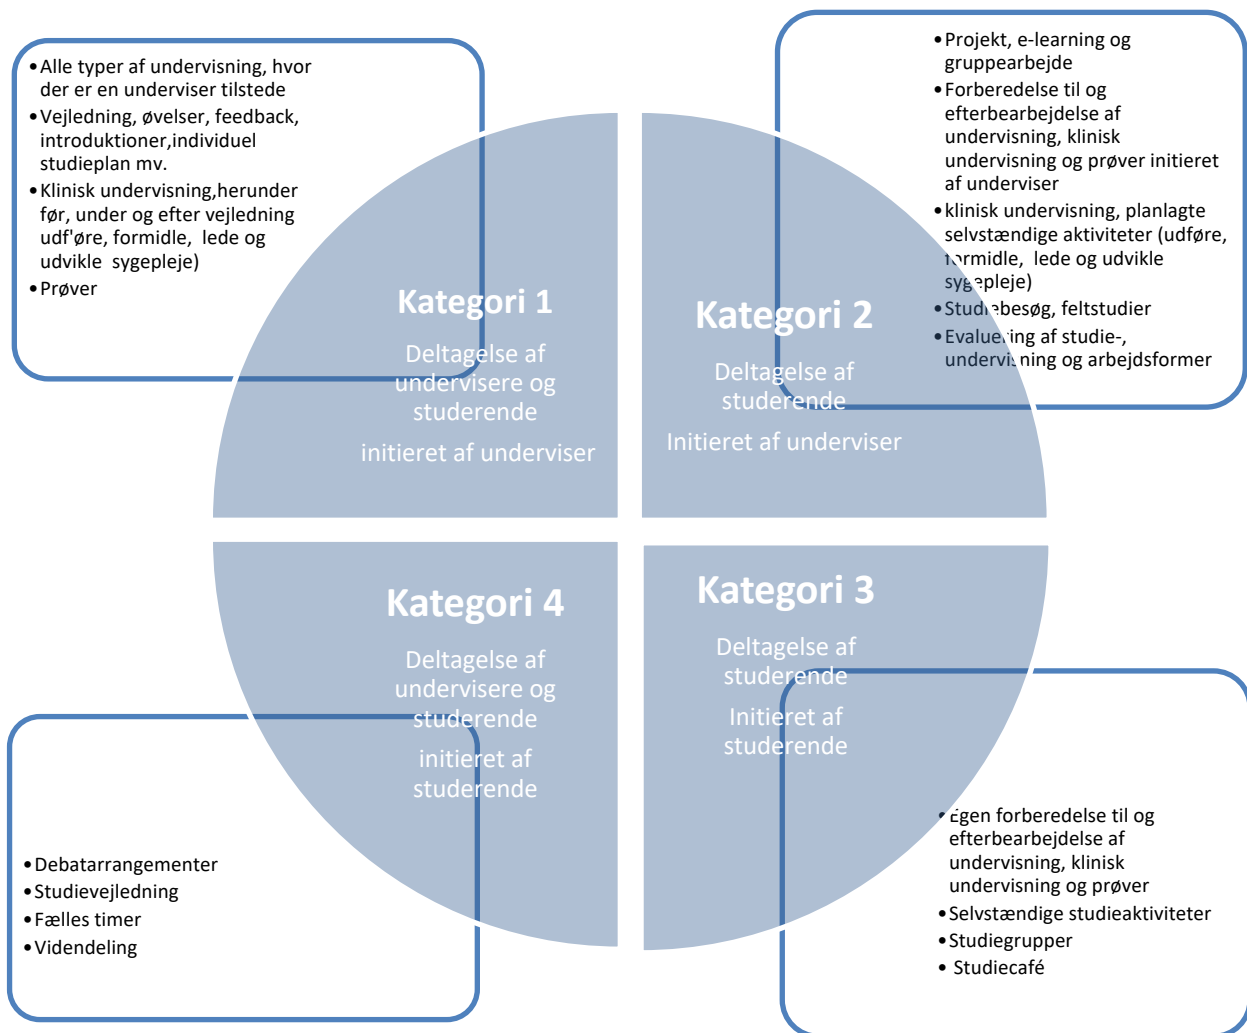 •Alle typer af undervisning, hvor
der er en underviser tilstede
•Vejledning, øvelser, feedback,
introduktioner,individuel
studieplan mv.
•Klinisk undervisning,herunder
før, under og efter vejledning
udf'øre, formidle, lede og
udvikle sygepleje)
•Prøver
•Projekt, e-learning og
gruppearbejde
•Forberedelse til og
efterbearbejdelse af
undervisning, klinisk
undervisning og prøver initieret
af underviser
•klinisk undervisning, planlagte
selvstændige aktiviteter (udføre,
formidle, lede og udvikle
sygepleje)
•Studiebesøg, feltstudier
•Evaluering af studie-,
undervisning og arbejdsformer
Kategori 1
Deltagelse af
undervisere og
studerende
initieret af underviser
Kategori 2
Deltagelse af
studerende
Initieret af underviser
Kategori 4
Deltagelse af
undervisere og
studerende
initieret af
studerende
Kategori 3
Deltagelse af
studerende
Initieret af
studerende
•Debatarrangementer
•Studievejledning
•Fælles timer
•Videndeling
•Egen forberedelse til og
efterbearbejdelse af
undervisning, klinisk
undervisning og prøver
•Selvstændige studieaktiviteter
•Studiegrupper
• Studiecafé